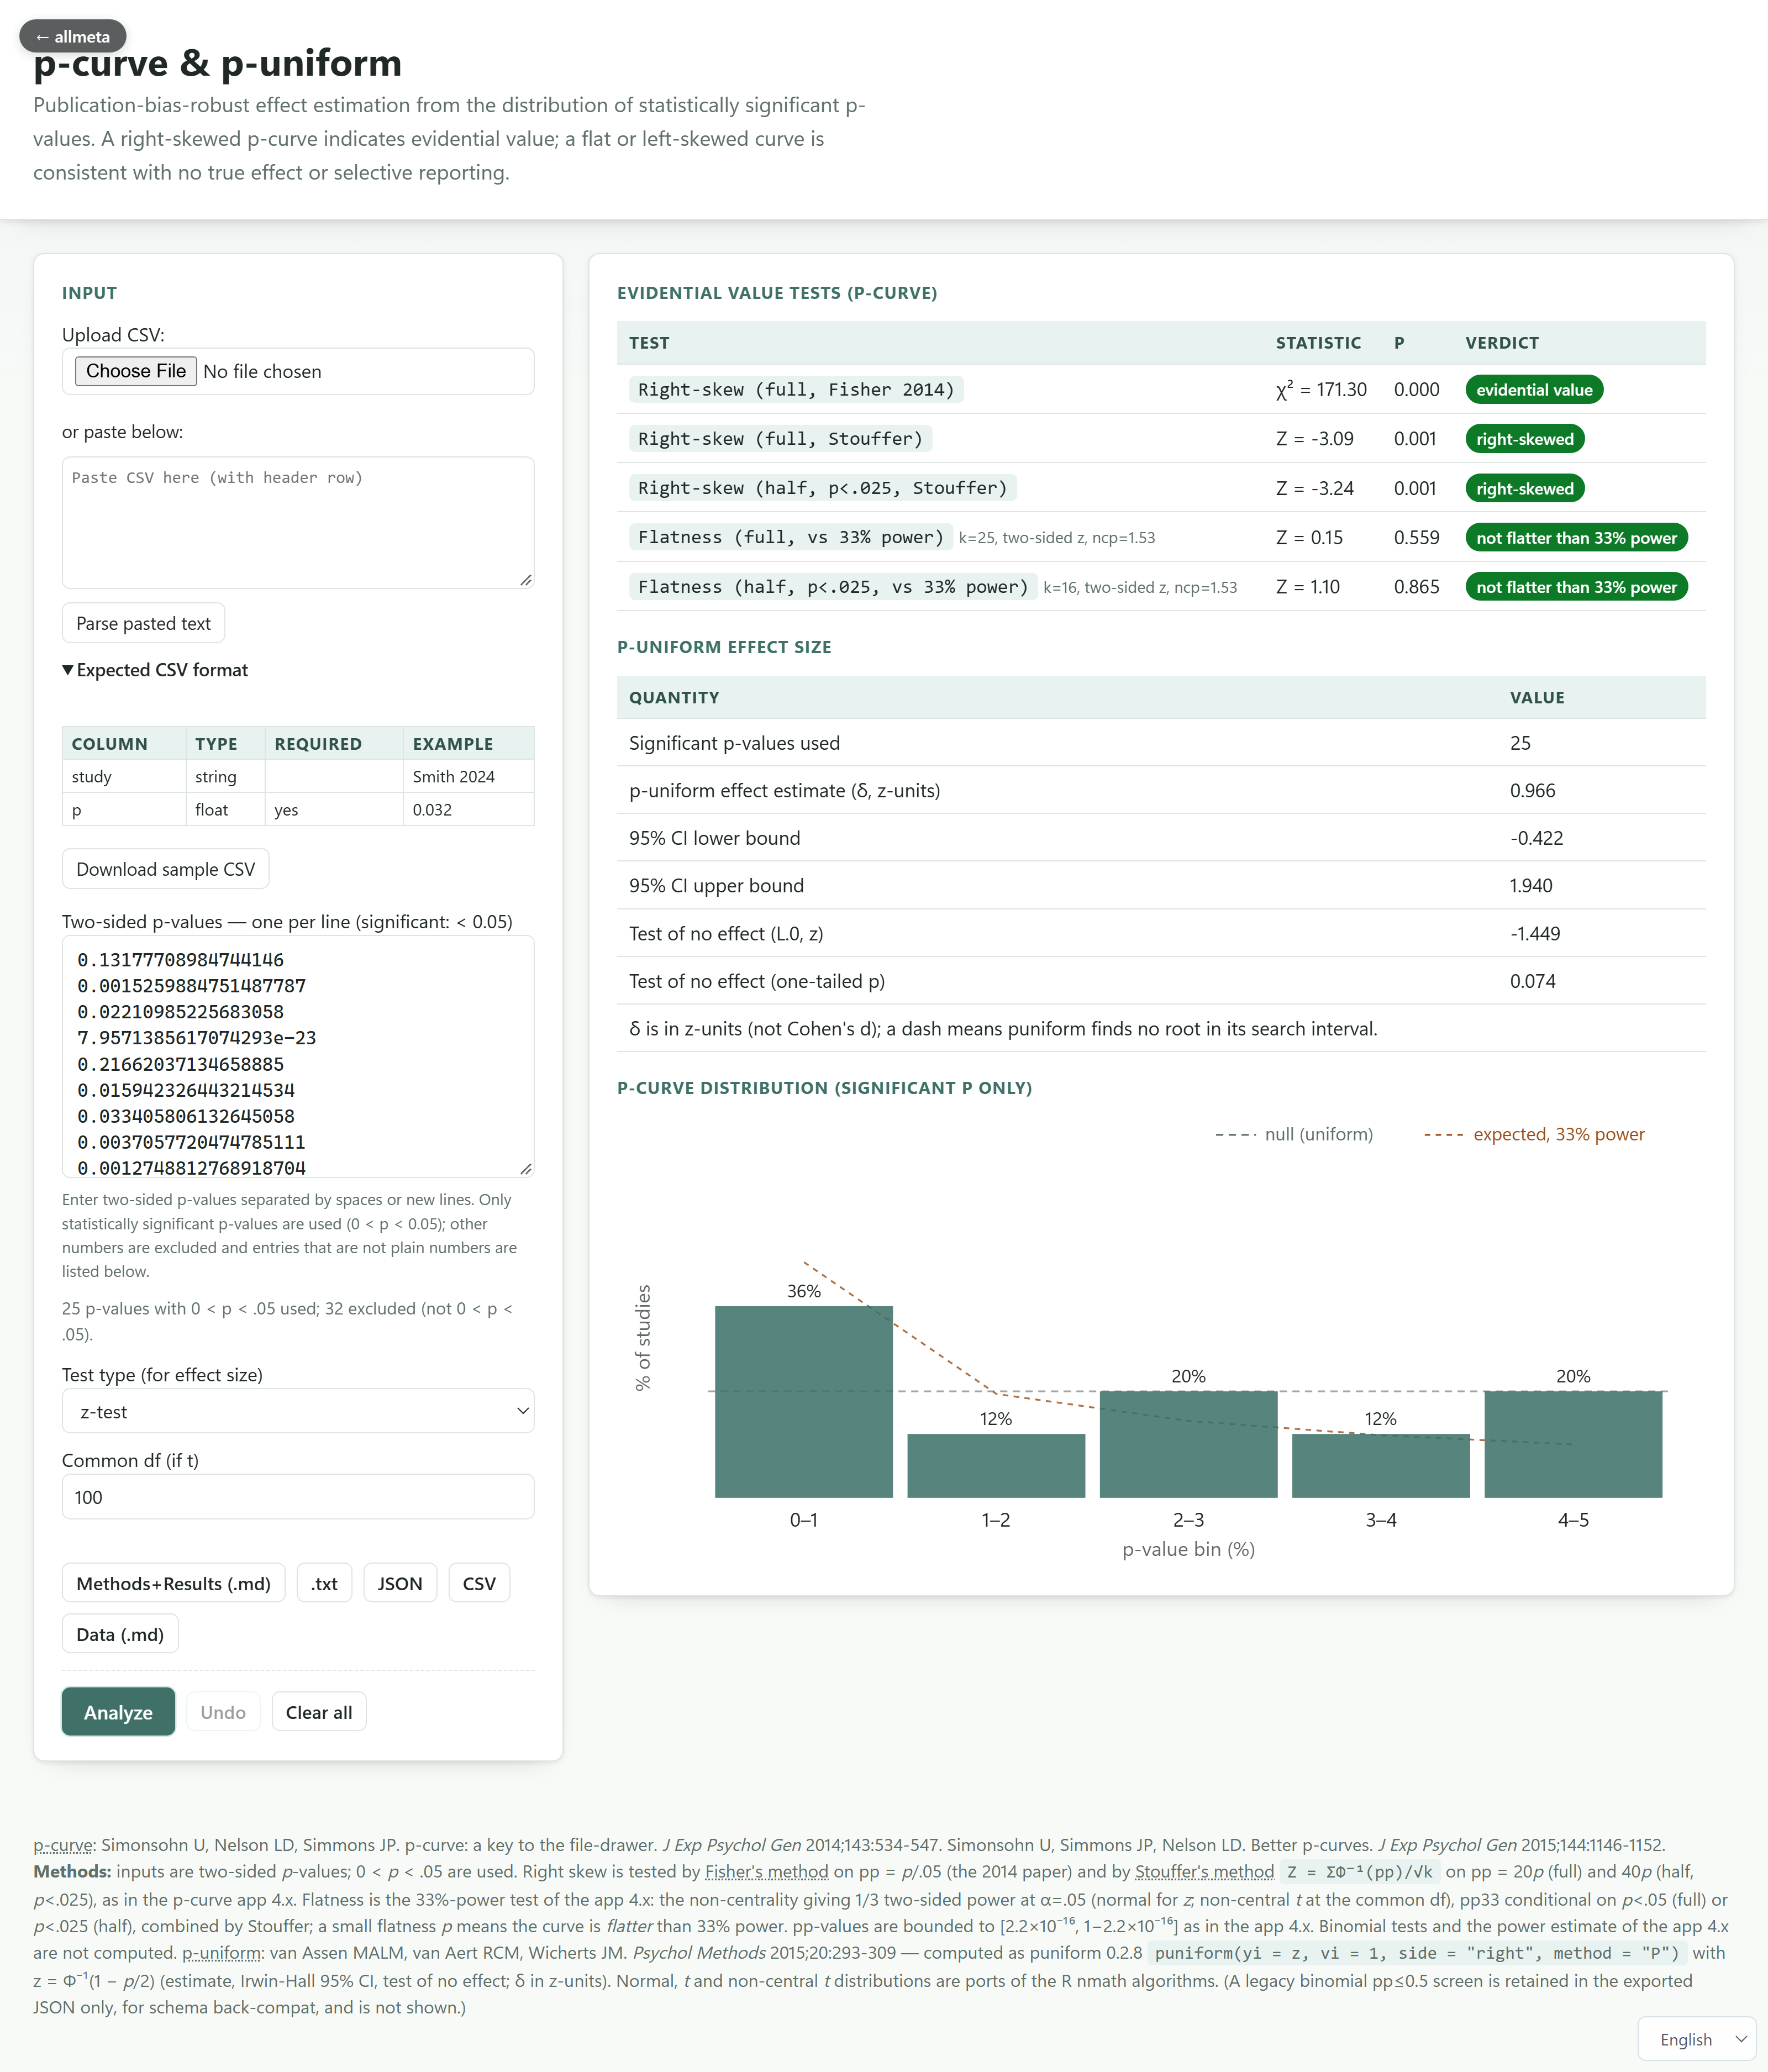 ← allmeta
p-curve & p-uniform
Publication-bias-robust effect estimation from the distribution of statistically significant p-
values. A right-skewed p-curve indicates evidential value; a flat or left-skewed curve is
consistent with no true effect or selective reporting.
INPUT
Upload CSV:
Choose File No file chosen
or paste below:
Paste CSV here (with header row)
Parse pasted text
▼ Expected CSV format
COLUMN TYPE REQUIRED EXAMPLE
study string Smith 2024
p float yes 0.032
Download sample CSV
Two-sided p-values — one per line (significant: < 0.05)
0.13177708984744146
0.0015259884751487787
0.02210985225683058
7.9571385617074293e-23
0.21662037134658885
0.015942326443214534
0.033405806132645058
0.0037057720474785111
0.0012748812768918704
Enter two-sided p-values separated by spaces or new lines. Only
statistically significant p-values are used (0 < p < 0.05); other
numbers are excluded and entries that are not plain numbers are
listed below.
25 p-values with 0 < p < .05 used; 32 excluded (not 0 < p <
.05).
Test type (for effect size)
z-test
Common df (if t)
100
Methods+Results (.md) .txt JSON CSV
Data (.md)
Analyze Undo Clear all
EVIDENTIAL VALUE TESTS (P-CURVE)
TEST STATISTIC P VERDICT
Right-skew (full, Fisher 2014) χ² = 171.30 0.000 evidential value
Right-skew (full, Stouffer) Z = -3.09 0.001 right-skewed
Right-skew (half, p<.025, Stouffer) Z = -3.24 0.001 right-skewed
Flatness (full, vs 33% power) k=25, two-sided z, ncp=1.53 Z = 0.15 0.559 not flatter than 33% power
Flatness (half, p<.025, vs 33% power) k=16, two-sided z, ncp=1.53 Z = 1.10 0.865 not flatter than 33% power
P-UNIFORM EFFECT SIZE
QUANTITY VALUE
Significant p-values used 25
p-uniform effect estimate (δ, z-units) 0.966
95% CI lower bound -0.422
95% CI upper bound 1.940
Test of no effect (L.0, z) -1.449
Test of no effect (one-tailed p) 0.074
δ is in z-units (not Cohen's d); a dash means puniform finds no root in its search interval.
P-CURVE DISTRIBUTION (SIGNIFICANT P ONLY)
null (uniform) expected, 33% power
% of studies
36% 12% 20% 12% 20%
0–1 1–2 2–3 3–4 4–5
p-value bin (%)
p-curve: Simonsohn U, Nelson LD, Simmons JP. p-curve: a key to the file-drawer. J Exp Psychol Gen 2014;143:534-547. Simonsohn U, Simmons JP, Nelson LD. Better p-curves. J Exp Psychol Gen 2015;144:1146-1152.
Methods: inputs are two-sided p-values; 0 < p < .05 are used. Right skew is tested by Fisher's method on pp = p/.05 (the 2014 paper) and by Stouffer's method Z = ΣΦ⁻¹(pp)/√k on pp = 20p (full) and 40p (half,
p<.025), as in the p-curve app 4.x. Flatness is the 33%-power test of the app 4.x: the non-centrality giving 1/3 two-sided power at α=.05 (normal for z; non-central t at the common df), pp33 conditional on p<.05 (full) or
p<.025 (half), combined by Stouffer; a small flatness p means the curve is flatter than 33% power. pp-values are bounded to [2.2×10⁻¹⁶, 1−2.2×10⁻¹⁶] as in the app 4.x. Binomial tests and the power estimate of the app 4.x
are not computed. p-uniform: van Assen MALM, van Aert RCM, Wicherts JM. Psychol Methods 2015;20:293-309 — computed as puniform 0.2.8 puniform(yi = z, vi = 1, side = "right", method = "P") with
z = Φ⁻¹(1 − p/2) (estimate, Irwin-Hall 95% CI, test of no effect; δ in z-units). Normal, t and non-central t distributions are ports of the R nmath algorithms. (A legacy binomial pp≤0.5 screen is retained in the exported
JSON only, for schema back-compat, and is not shown.)
English